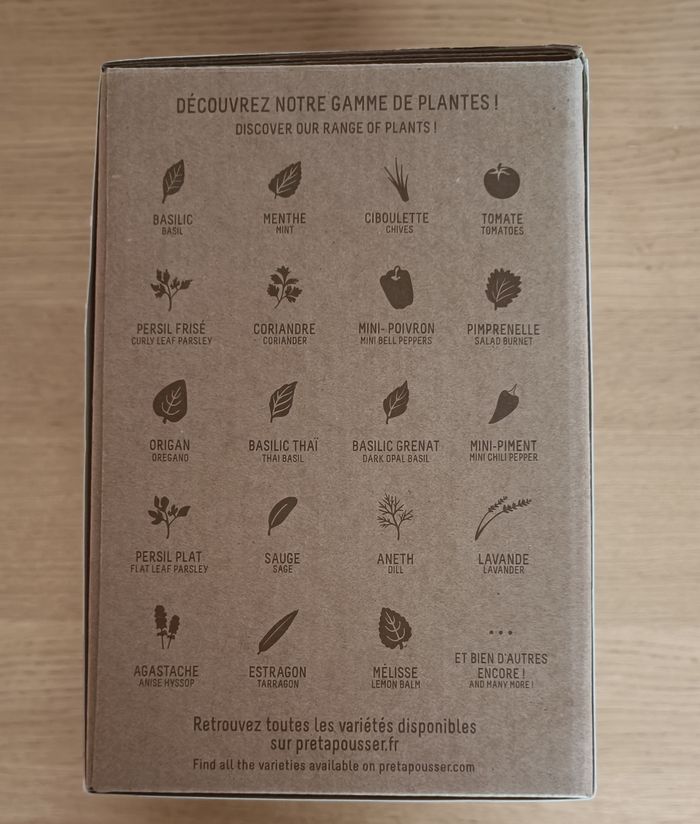 DÉCOUVREZ NOTRE GAMME DE PLANTES !
DISCOVER OUR RANGE OF PLANTS !
BASILIC
BASIL
MENTHE
MINT
CIBOULETTE
CHIVES
TOMATE
TOMATOES
PERSIL FRISÉ
CURLY LEAF PARSLEY
CORIANDRE
CORIANDER
MINI-POIVRON
MINI BELL PEPPERS
PIMPRENELLE
SALAD BURNET
ORIGAN
OREGANO
BASILIC THAÏ
THAI BASIL
BASILIC GRENAT
DARK OPAL BASIL
MINI-PIMENT
MINI CHILI PEPPER
PERSIL PLAT
FLAT LEAF PARSLEY
SAUGE
SAGE
ANETH
DILL
LAVANDE
LAVANDER
AGASTACHE
ANISE HYSSOP
ESTRAGON
TARRAGON
MÉLISSE
LEMON BALM
...
ET BIEN D'AUTRES
ENCORE !
AND MANY MORE !
Retrouvez toutes les variétés disponibles
sur pretapousser.fr
Find all the varieties available on pretapousser.com